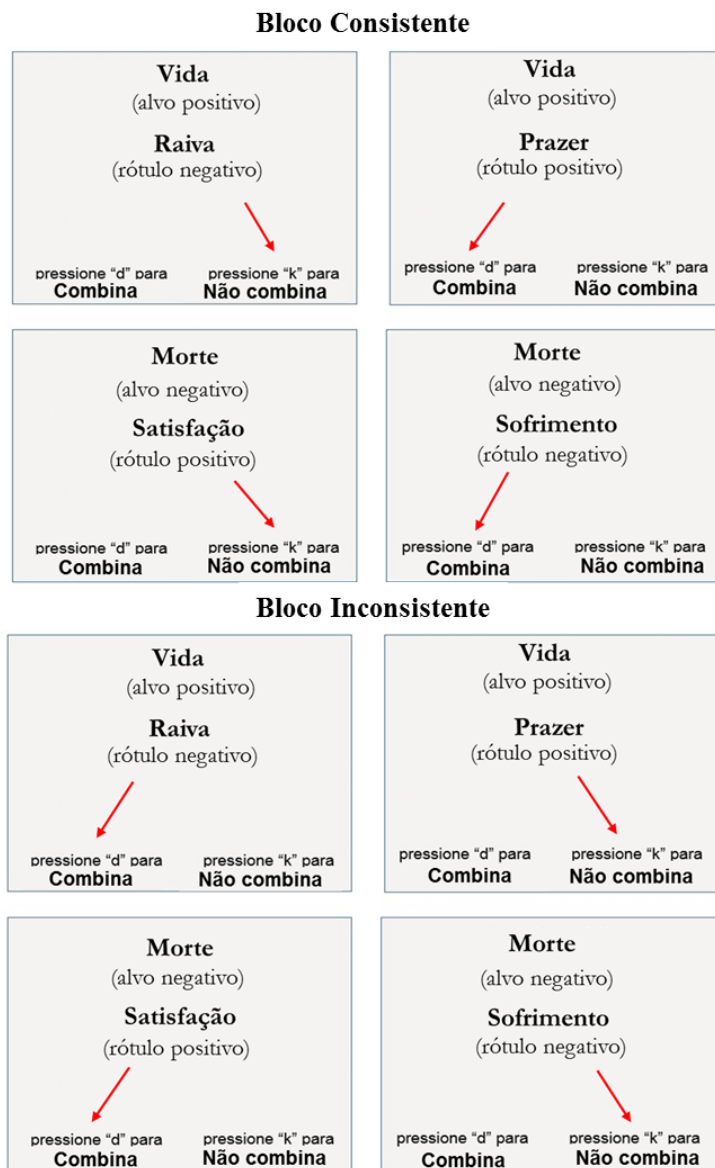 Bloco Consistente
Vida
(alvo positivo)
Raiva
(rótulo negativo)
pressione “d” para
Combina
pressione “k” para
Não combina
Vida
(alvo positivo)
Prazer
(rótulo positivo)
pressione “d” para
Combina
pressione “k” para
Não combina
Morte
(alvo negativo)
Satisfação
(rótulo positivo)
pressione “d” para
Combina
pressione “k” para
Não combina
Morte
(alvo negativo)
Sofrimento
(rótulo negativo)
pressione “d” para
Combina
pressione “k” para
Não combina
Bloco Inconsistente
Vida
(alvo positivo)
Raiva
(rótulo negativo)
pressione “d” para
Combina
pressione “k” para
Não combina
Vida
(alvo positivo)
Prazer
(rótulo positivo)
pressione “d” para
Combina
pressione “k” para
Não combina
Morte
(alvo negativo)
Satisfação
(rótulo positivo)
pressione “d” para
Combina
pressione “k” para
Não combina
Morte
(alvo negativo)
Sofrimento
(rótulo negativo)
pressione “d” para
Combina
pressione “k” para
Não combina